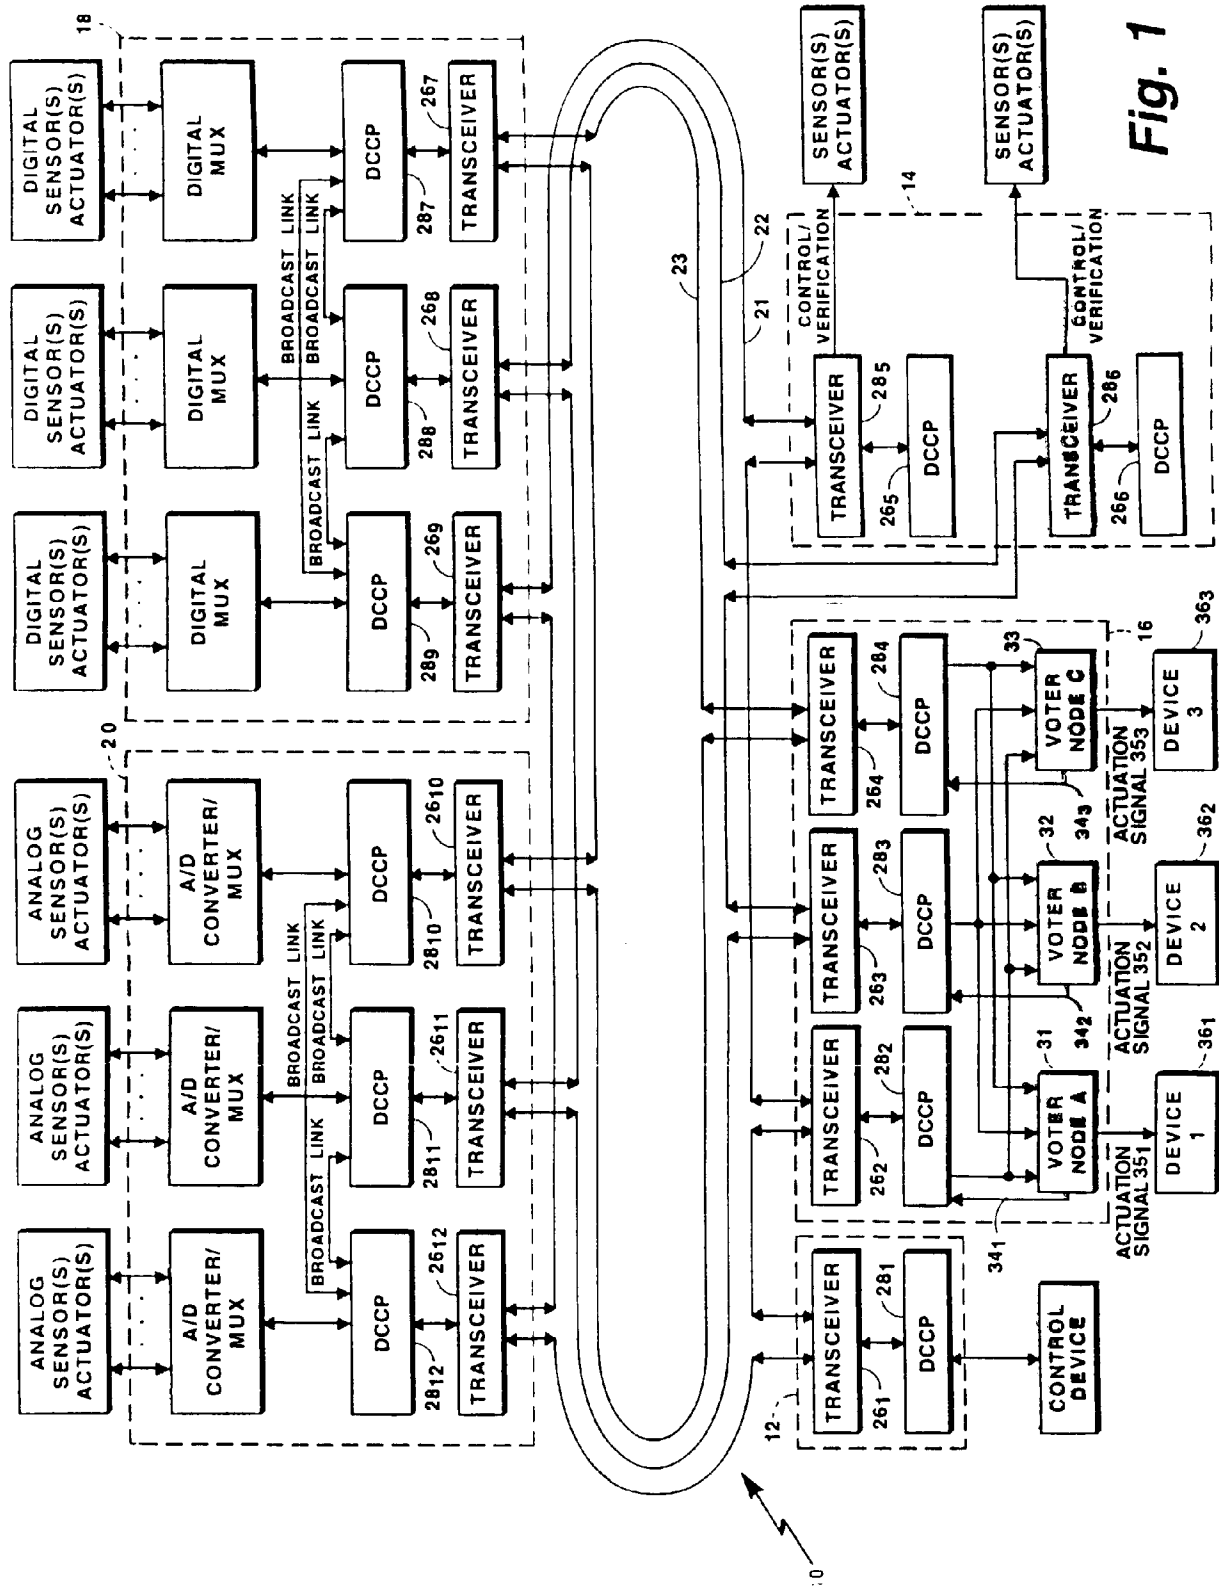 Fig. 1
20
18
ANALOG
SENSOR(S)
ACTUATOR(S)
ANALOG
SENSOR(S)
ACTUATOR(S)
ANALOG
SENSOR(S)
ACTUATOR(S)
DIGITAL
SENSOR(S)
ACTUATOR(S)
DIGITAL
SENSOR(S)
ACTUATOR(S)
DIGITAL
SENSOR(S)
ACTUATOR(S)
A/D
CONVERTER/
MUX
A/D
CONVERTER/
MUX
A/D
CONVERTER/
MUX
DIGITAL
MUX
DIGITAL
MUX
DIGITAL
MUX
BROADCAST LINK
BROADCAST LINK
BROADCAST LINK
BROADCAST LINK
BROADCAST LINK
BROADCAST LINK
DCCP
DCCP
DCCP
DCCP
DCCP
DCCP
2812
2811
2810
289
288
287
2612
2611
2610
269
268
267
TRANSCEIVER
TRANSCEIVER
TRANSCEIVER
TRANSCEIVER
TRANSCEIVER
TRANSCEIVER
23
22
21
12
TRANSCEIVER
261
281
DCCP
CONTROL
DEVICE
TRANSCEIVER
TRANSCEIVER
TRANSCEIVER
262
263
264
282
283
284
DCCP
DCCP
DCCP
341
342
343
31
32
33
VOTER
NODE A
VOTER
NODE B
VOTER
NODE C
16
ACTUATION
SIGNAL 351
ACTUATION
SIGNAL 352
ACTUATION
SIGNAL 353
361
362
363
DEVICE
1
DEVICE
2
DEVICE
3
14
TRANSCEIVER
285
265
DCCP
CONTROL/
VERIFICATION
SENSOR(S)
ACTUATOR(S)
TRANSCEIVER
286
266
DCCP
CONTROL/
VERIFICATION
SENSOR(S)
ACTUATOR(S)